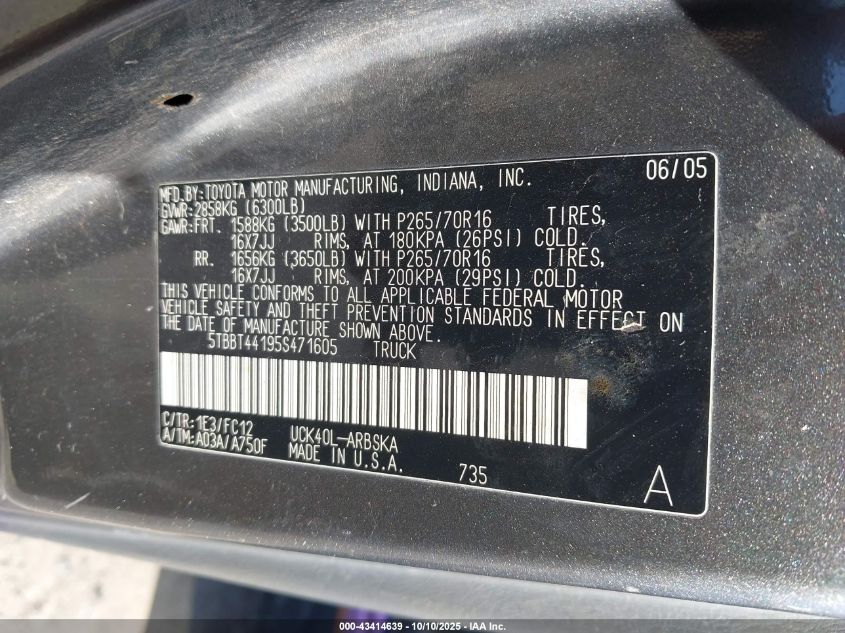 06/05
MFD.BY:TOYOTA MOTOR MANUFACTURING, INDIANA, INC.
GVWR:2858KG (6300LB)
GAWR:FRT. 1588KG (3500LB) WITH P265/70R16 TIRES,
16X7JJ RIMS, AT 180KPA (26PSI) COLD.
RR. 1656KG (3650LB) WITH P265/70R16 TIRES,
16X7JJ RIMS, AT 200KPA (29PSI) COLD.
THIS VEHICLE CONFORMS TO ALL APPLICABLE FEDERAL MOTOR
VEHICLE SAFETY AND THEFT PREVENTION STANDARDS IN EFFECT ON
THE DATE OF MANUFACTURE SHOWN ABOVE.
5TBBT44195S471605 TRUCK
C/TR:1E3/FC12 UCK40L-ARBSKA
A/TM:A03A/A750F MADE IN U.S.A.
735 A
000-43414639 - 10/10/2025 - IAA Inc.